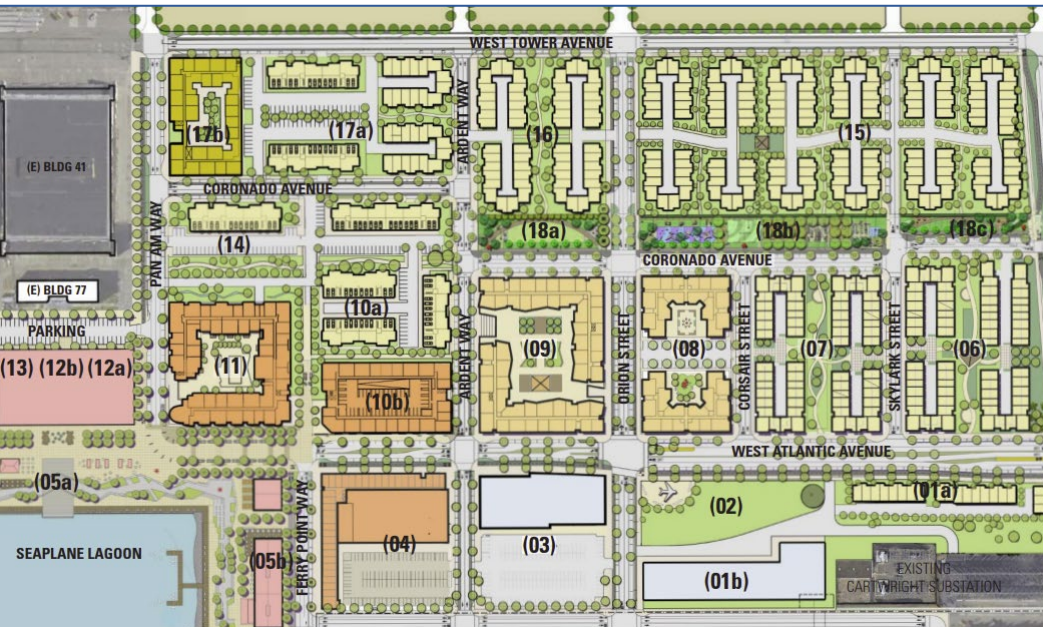 WEST TOWER AVENUE
(17b)
(17a)
ARDENT WAY
(16)
(15)
(E) BLDG 41
CORONADO AVENUE
PAN AM WAY
(14)
(18a)
(18b)
(18c)
CORONADO AVENUE
(E) BLDG 77
(10a)
PARKING
(13) (12b) (12a)
(11)
ARDENT WAY
(09)
ORION STREET
(08)
CORSAIR STREET
(07)
SKYLARK STREET
(06)
(10b)
WEST ATLANTIC AVENUE
(05a)
(02)
(01a)
SEAPLANE LAGOON
FERRY POINT WAY
(05b)
(04)
(03)
(01b)
EXISTING
CARTWRIGHT SUBSTATION